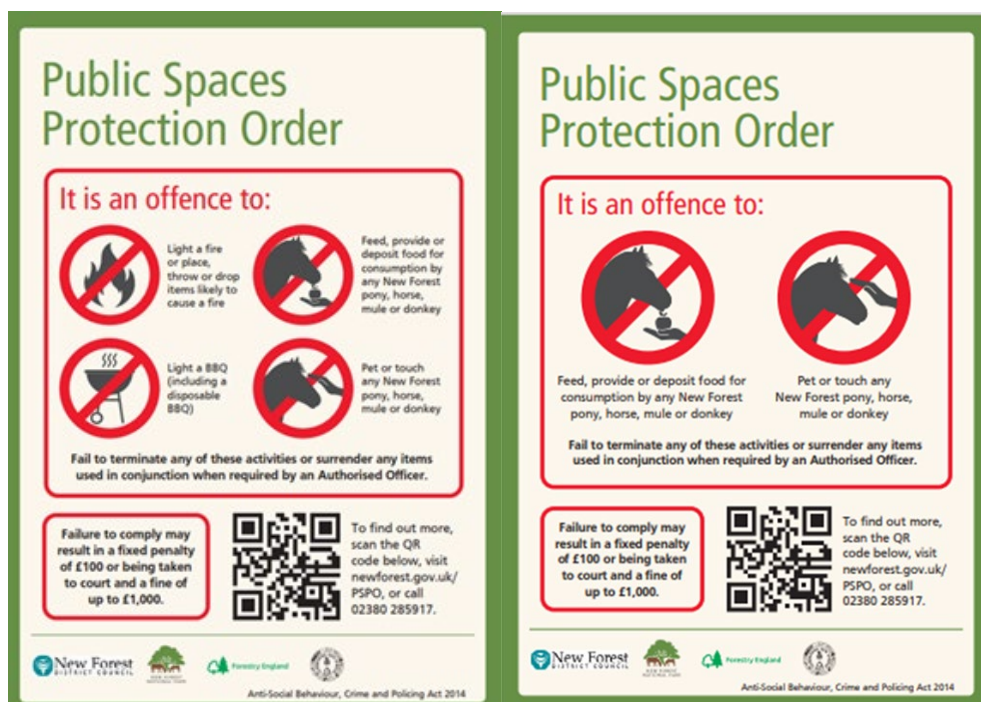 Public Spaces
Protection Order
It is an offence to:
Light a fire
or place,
throw or drop
items likely to
cause a fire
Feed, provide or
deposit food for
consumption by
any New Forest
pony, horse,
mule or donkey
Light a BBQ
(including a
disposable
BBQ)
Pet or touch
any New Forest
pony, horse,
mule or donkey
Fail to terminate any of these activities or surrender any items
used in conjunction when required by an Authorised Officer.
Failure to comply may
result in a fixed penalty
of £100 or being taken
to court and a fine of
up to £1,000.
To find out more,
scan the QR
code below, visit
newforest.gov.uk/
PSPO, or call
02380 285917.
New Forest
DISTRICT COUNCIL
NEW FOREST
NATIONAL PARK
Forestry England
Anti-Social Behaviour, Crime and Policing Act 2014
Public Spaces
Protection Order
It is an offence to:
Feed, provide or deposit food for
consumption by any New Forest
pony, horse, mule or donkey
Pet or touch any
New Forest pony, horse,
mule or donkey
Fail to terminate any of these activities or surrender any items
used in conjunction when required by an Authorised Officer.
Failure to comply may
result in a fixed penalty
of £100 or being taken
to court and a fine of
up to £1,000.
To find out more,
scan the QR
code below, visit
newforest.gov.uk/
PSPO, or call
02380 285917.
New Forest
DISTRICT COUNCIL
NEW FOREST
NATIONAL PARK
Forestry England
Anti-Social Behaviour, Crime and Policing Act 2014